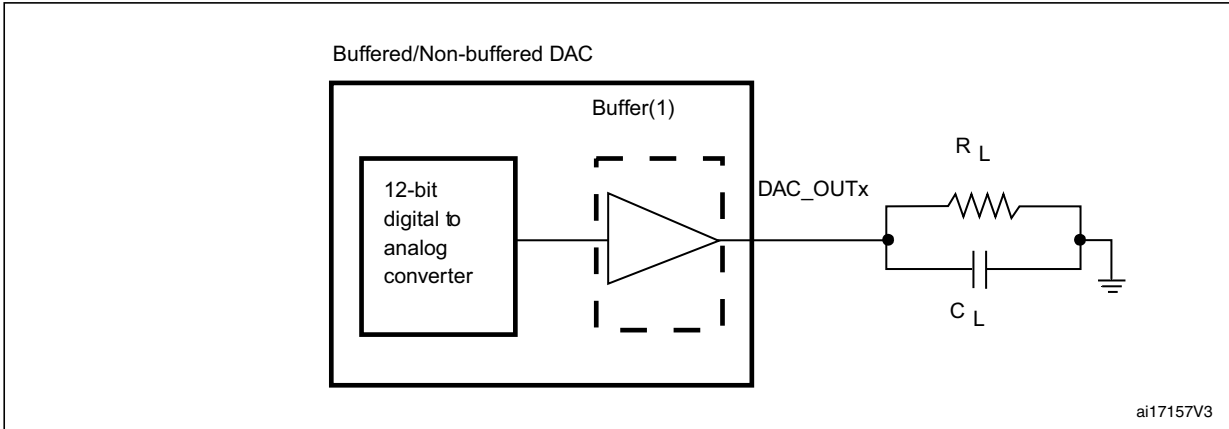 Buffered/Non-buffered DAC
Buffer(1)
12-bit
digital to
analog
converter
DAC_OUTx
R L
C L
ai17157V3